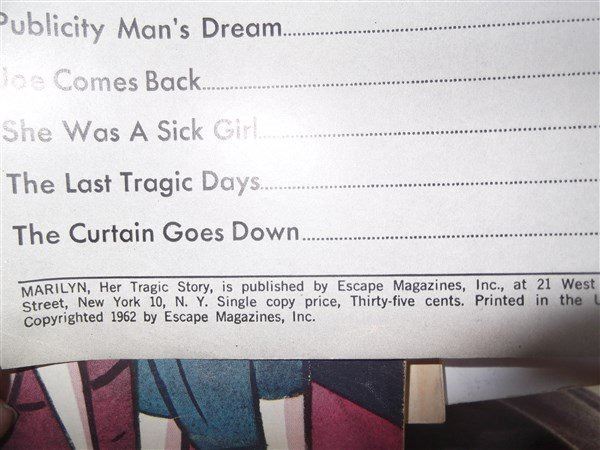 Publicity Man's Dream
Joe Comes Back
She Was A Sick Girl
The Last Tragic Days
The Curtain Goes Down
MARILYN, Her Tragic Story, is published by Escape Magazines, Inc., at 21 West
Street, New York 10, N. Y. Single copy price, Thirty-five cents. Printed in the
Copyrighted 1962 by Escape Magazines, Inc.